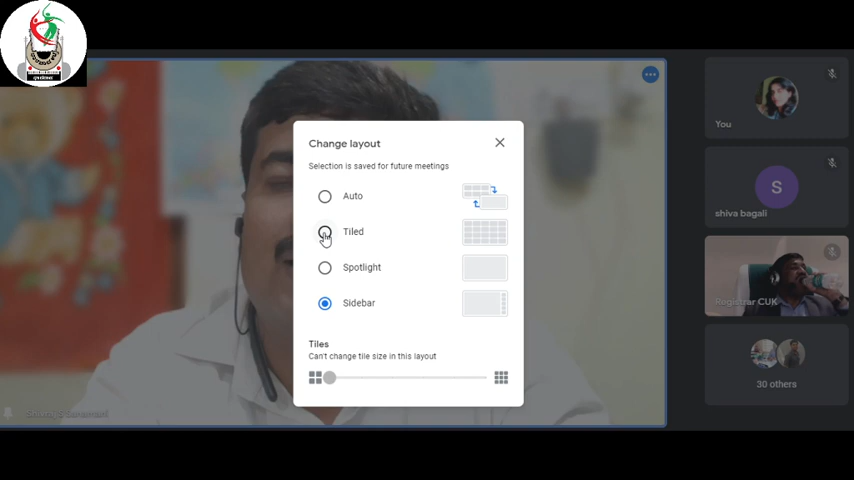 Change layout
Selection is saved for future meetings
Auto
Tiled
Spotlight
Sidebar
Tiles
Can't change tile size in this layout
You
S
shiva bagali
Registrar CUK
30 others